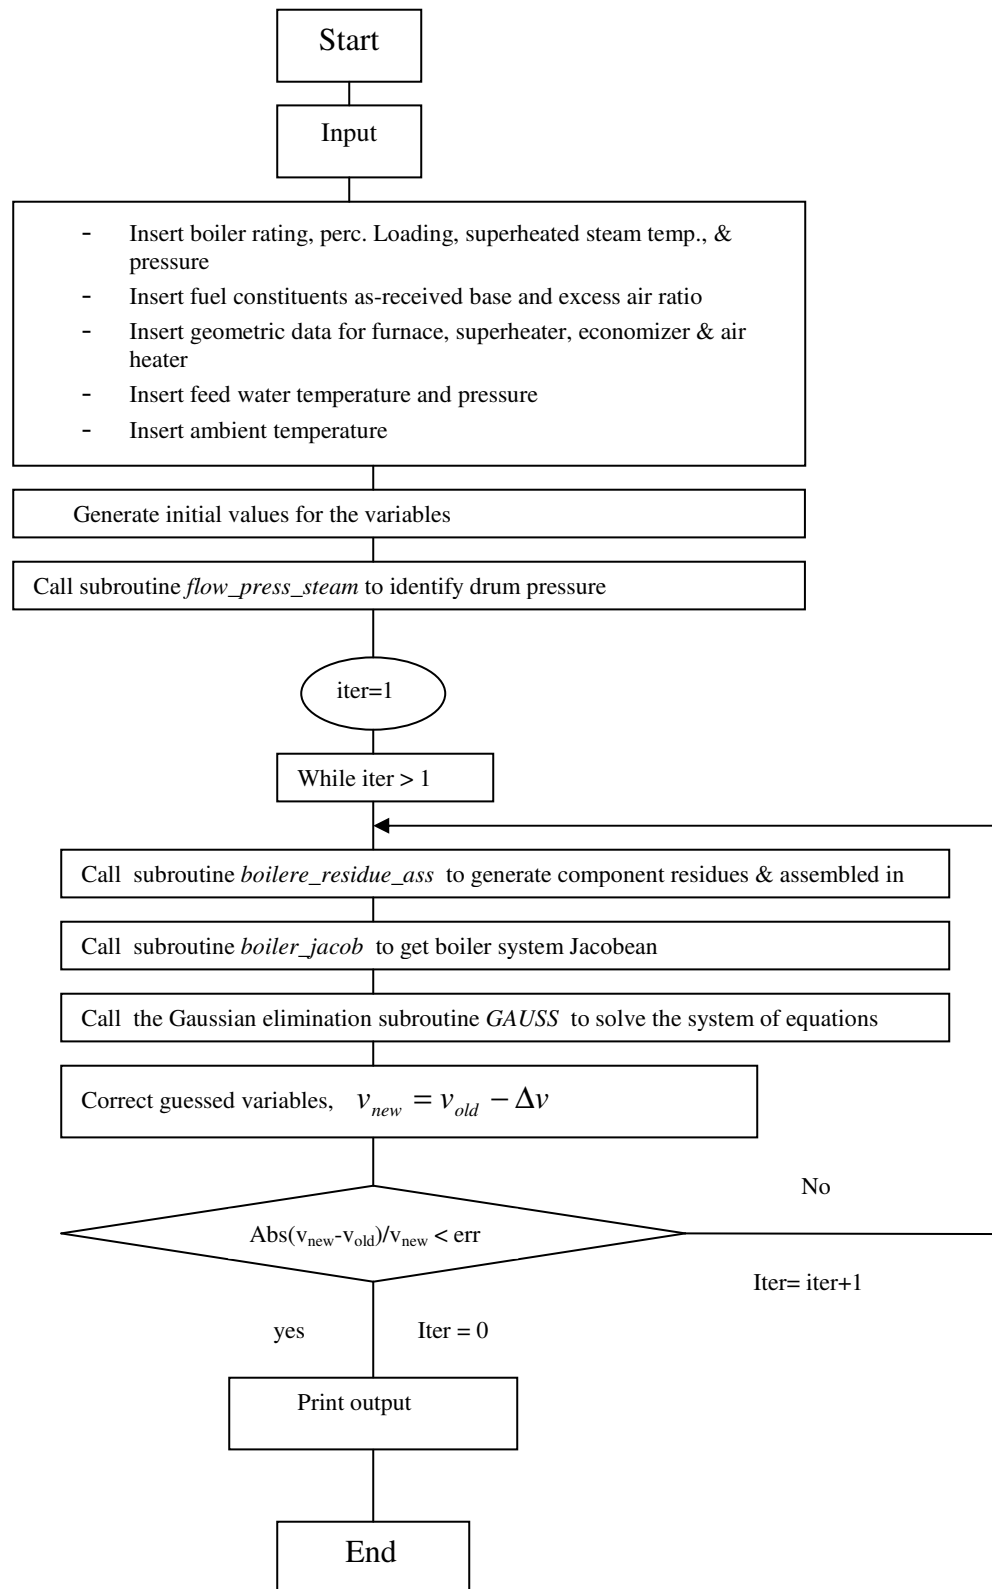 Start
Input
- Insert boiler rating, perc. Loading, superheated steam temp., &
pressure
- Insert fuel constituents as-received base and excess air ratio
- Insert geometric data for furnace, superheater, economizer & air
heater
- Insert feed water temperature and pressure
- Insert ambient temperature
Generate initial values for the variables
Call subroutine flow_press_steam to identify drum pressure
iter=1
While iter > 1
Call subroutine boilere_residue_ass to generate component residues & assembled in
Call subroutine boiler_jacob to get boiler system Jacobean
Call the Gaussian elimination subroutine GAUSS to solve the system of equations
Correct guessed variables, v_new = v_old − Δv
No
Abs(v_new-v_old)/v_new < err
Iter= iter+1
yes Iter = 0
Print output
End